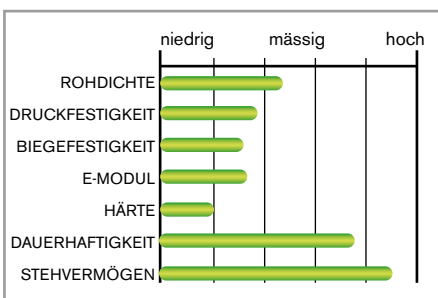 niedrig mässig hoch
ROHDICHTE
DRUCKFESTIGKEIT
BIEGEFESTIGKEIT
E-MODUL
HÄRTE
DAUERHAFTIGKEIT
STEHVERMÖGEN